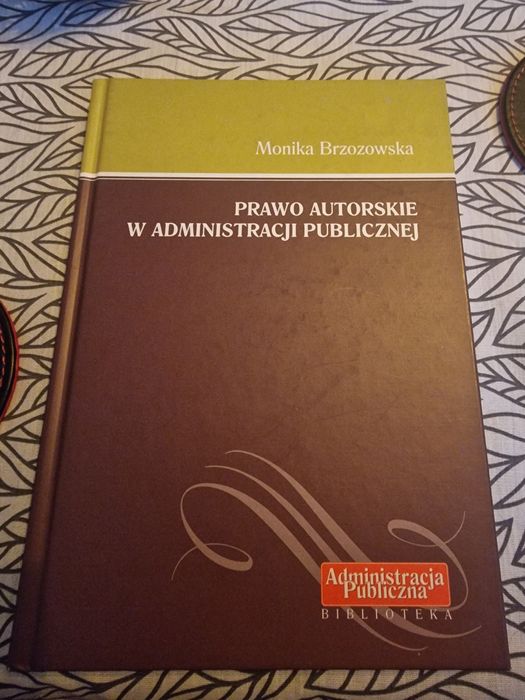 Monika Brzozowska
PRAWO AUTORSKIE
W ADMINISTRACJI PUBLICZNEJ
Administracja
Publiczna
BIBLIOTEKA